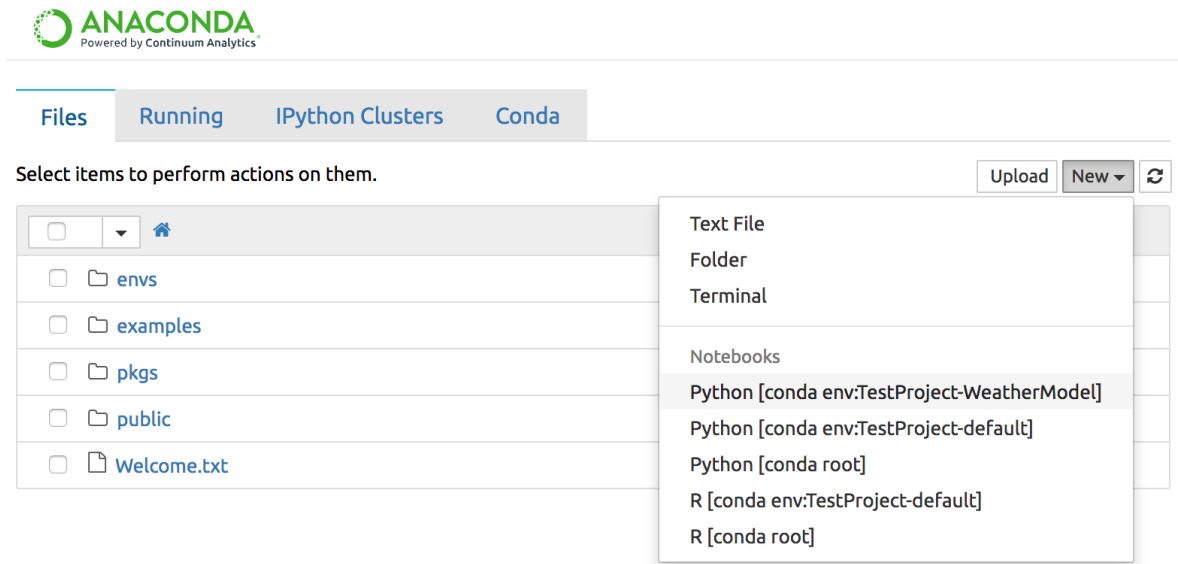 ANACONDA
Powered by Continuum Analytics
Files Running IPython Clusters Conda
Select items to perform actions on them.
Upload New
envs
examples
pkgs
public
Welcome.txt
Text File
Folder
Terminal
Notebooks
Python [conda env:TestProject-WeatherModel]
Python [conda env:TestProject-default]
Python [conda root]
R [conda env:TestProject-default]
R [conda root]